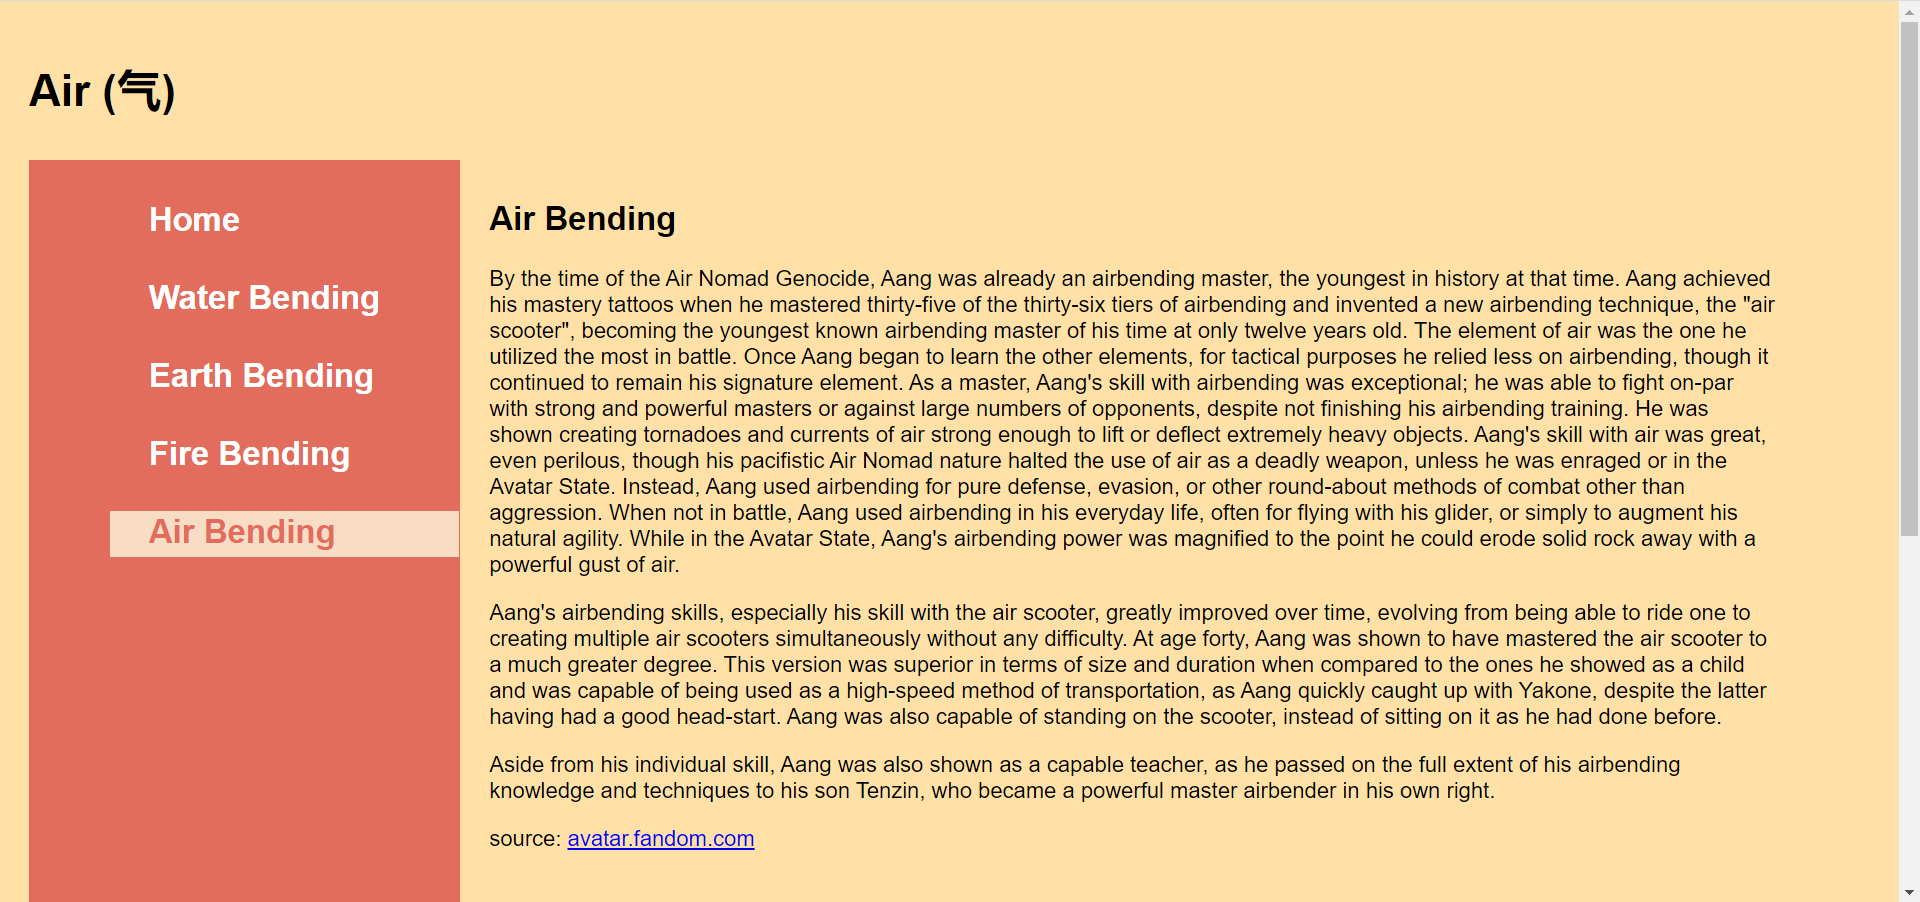 Air (气)
Home
Water Bending
Earth Bending
Fire Bending
Air Bending
Air Bending
By the time of the Air Nomad Genocide, Aang was already an airbending master, the youngest in history at that time. Aang achieved
his mastery tattoos when he mastered thirty-five of the thirty-six tiers of airbending and invented a new airbending technique, the "air
scooter", becoming the youngest known airbending master of his time at only twelve years old. The element of air was the one he
utilized the most in battle. Once Aang began to learn the other elements, for tactical purposes he relied less on airbending, though it
continued to remain his signature element. As a master, Aang's skill with airbending was exceptional; he was able to fight on-par
with strong and powerful masters or against large numbers of opponents, despite not finishing his airbending training. He was
shown creating tornadoes and currents of air strong enough to lift or deflect extremely heavy objects. Aang's skill with air was great,
even perilous, though his pacifistic Air Nomad nature halted the use of air as a deadly weapon, unless he was enraged or in the
Avatar State. Instead, Aang used airbending for pure defense, evasion, or other round-about methods of combat other than
aggression. When not in battle, Aang used airbending in his everyday life, often for flying with his glider, or simply to augment his
natural agility. While in the Avatar State, Aang's airbending power was magnified to the point he could erode solid rock away with a
powerful gust of air.
Aang's airbending skills, especially his skill with the air scooter, greatly improved over time, evolving from being able to ride one to
creating multiple air scooters simultaneously without any difficulty. At age forty, Aang was shown to have mastered the air scooter to
a much greater degree. This version was superior in terms of size and duration when compared to the ones he showed as a child
and was capable of being used as a high-speed method of transportation, as Aang quickly caught up with Yakone, despite the latter
having had a good head-start. Aang was also capable of standing on the scooter, instead of sitting on it as he had done before.
Aside from his individual skill, Aang was also shown as a capable teacher, as he passed on the full extent of his airbending
knowledge and techniques to his son Tenzin, who became a powerful master airbender in his own right.
source: avatar.fandom.com